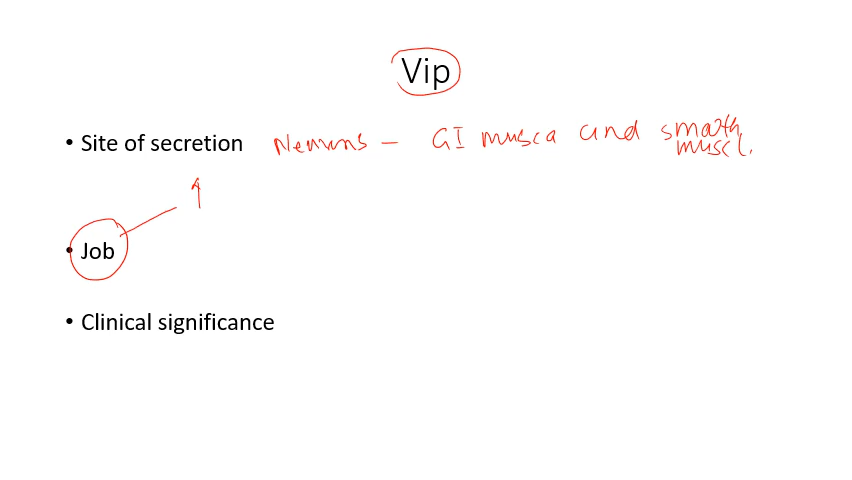 Vip
• Site of secretion Neurons – GI musca and smooth
muscl.
• Job ↑
• Clinical significance